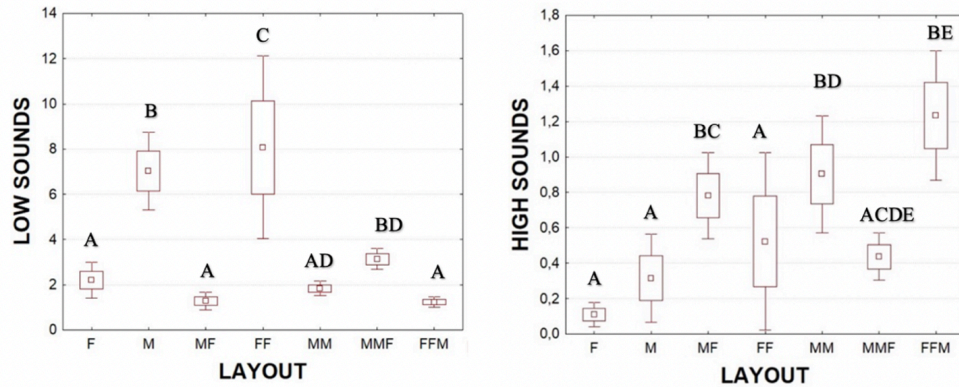 14
12
10
8
6
4
2
0
LOW SOUNDS
A
B
A
C
AD
BD
A
F M MF FF MM MMF FFM
LAYOUT
1,8
1,6
1,4
1,2
1,0
0,8
0,6
0,4
0,2
0,0
HIGH SOUNDS
A
A
BC
A
BD
ACDE
BE
F M MF FF MM MMF FFM
LAYOUT